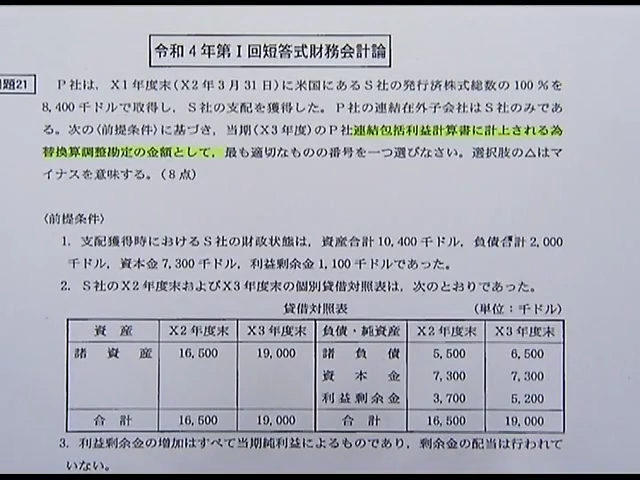 令和4年第Ⅰ回短答式財務会計論
題21 P社は，X1年度末(X2年3月31日)に米国にあるS社の発行済株式総数の100％を
8,400千ドルで取得し，S社の支配を獲得した。P社の連結在外子会社はS社のみであ
る。次の〈前提条件〉に基づき，当期(X3年度)のP社連結包括利益計算書に計上される為
替換算調整勘定の金額として，最も適切なものの番号を一つ選びなさい。選択肢の△はマ
イナスを意味する。(8点)
〈前提条件〉
1．支配獲得時におけるS社の財政状態は，資産合計10,400千ドル，負債合計2,000
千ドル，資本金7,300千ドル，利益剰余金1,100千ドルであった。
2．S社のX2年度末およびX3年度末の個別貸借対照表は，次のとおりであった。
貸借対照表 (単位：千ドル)
資産 X2年度末 X3年度末 負債・純資産 X2年度末 X3年度末
諸資産 16,500 19,000 諸負債 5,500 6,500
資本金 7,300 7,300
利益剰余金 3,700 5,200
合計 16,500 19,000 合計 16,500 19,000
3．利益剰余金の増加はすべて当期純利益によるものであり，剰余金の配当は行われて
いない。